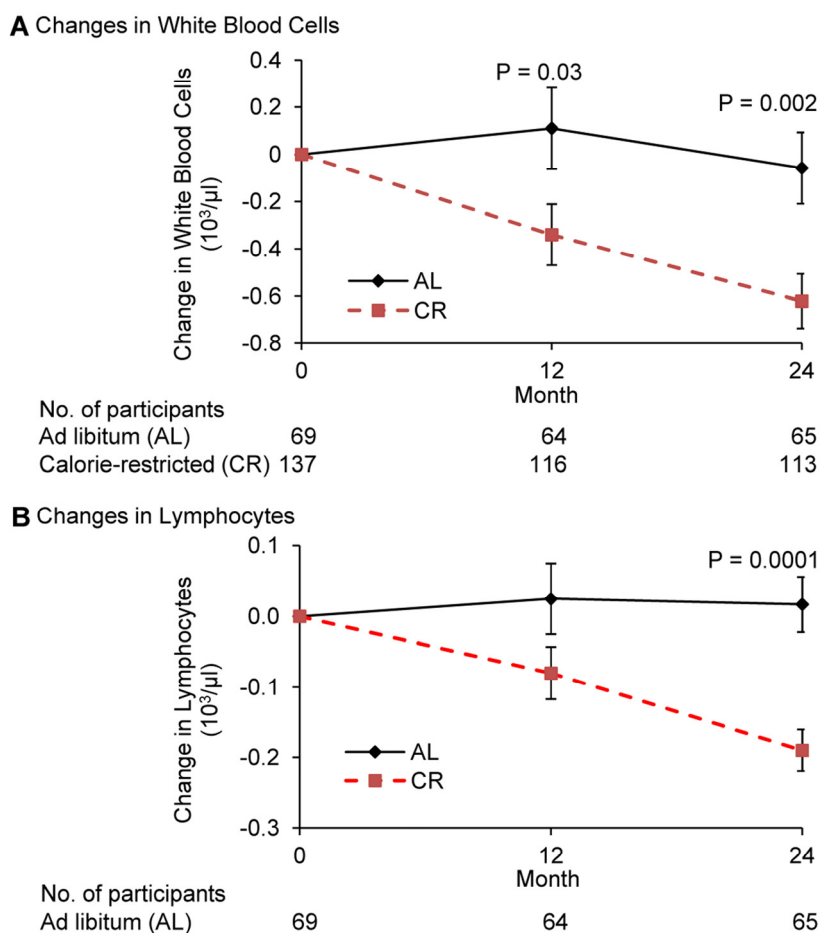 A Changes in White Blood Cells
Change in White Blood Cells
(10³/µl)
0.4
0.2
0
-0.2
-0.4
-0.6
-0.8
P = 0.03
P = 0.002
AL
CR
0 12 24
Month
No. of participants
Ad libitum (AL) 69 64 65
Calorie-restricted (CR) 137 116 113
B Changes in Lymphocytes
Change in Lymphocytes
(10³/µl)
0.1
0.0
-0.1
-0.2
-0.3
P = 0.0001
AL
CR
0 12 24
Month
No. of participants
Ad libitum (AL) 69 64 65